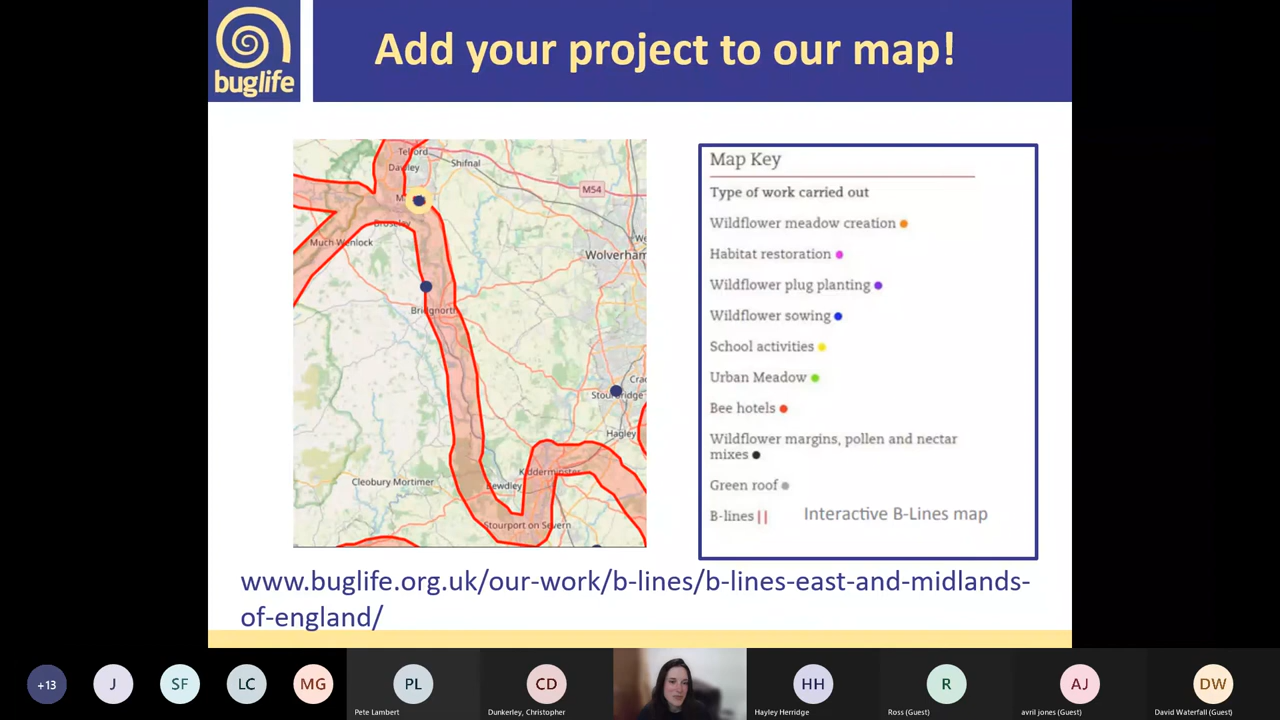 buglife
Add your project to our map!
Telford
Dawley
Shifnal
M54
Broseley
Much Wenlock
Wolverham
Bridgnorth
Stourbridge
Hagley
Kidderminster
Cleobury Mortimer
Bewdley
Stourport on Severn
Map Key
Type of work carried out
Wildflower meadow creation
Habitat restoration
Wildflower plug planting
Wildflower sowing
School activities
Urban Meadow
Bee hotels
Wildflower margins, pollen and nectar
mixes
Green roof
B-lines
Interactive B-Lines map
www.buglife.org.uk/our-work/b-lines/b-lines-east-and-midlands-
of-england/
+13
J
SF
LC
MG
PL
Pete Lambert
CD
Dunkerley, Christopher
HH
Hayley Herridge
R
Ross (Guest)
AJ
avril jones (Guest)
DW
David Waterfall (Guest)